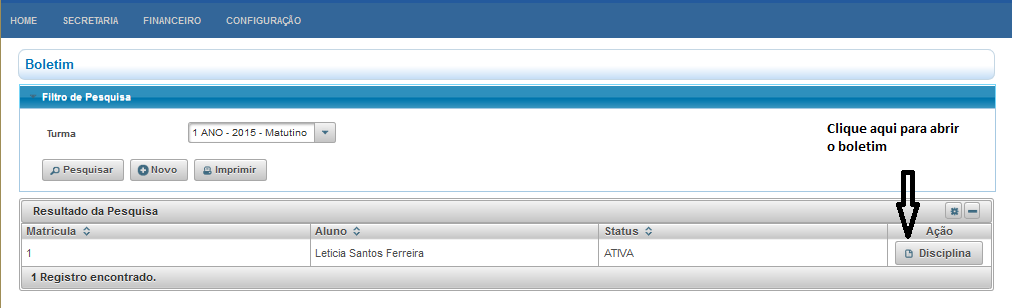 HOME SECRETARIA FINANCEIRO CONFIGURAÇÃO
Boletim
Filtro de Pesquisa
Turma 1 ANO - 2015 - Matutino
Clique aqui para abrir
o boletim
Pesquisar Novo Imprimir
Resultado da Pesquisa
Matricula Aluno Status Ação
1 Leticia Santos Ferreira ATIVA Disciplina
1 Registro encontrado.